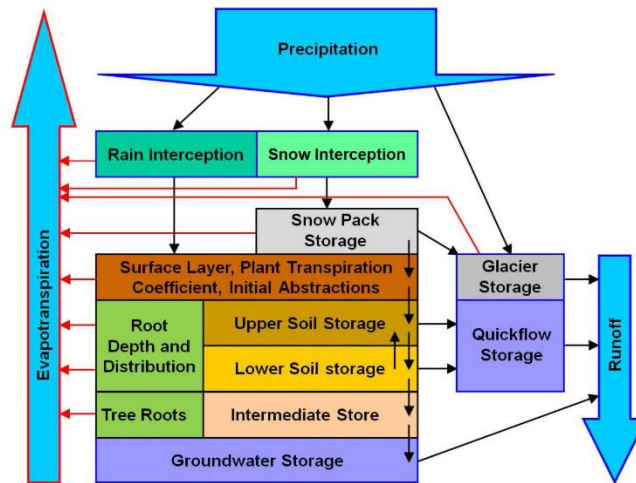 Precipitation
Rain Interception
Snow Interception
Snow Pack
Storage
Surface Layer, Plant Transpiration
Coefficient, Initial Abstractions
Glacier
Storage
Root
Depth and
Distribution
Upper Soil Storage
Quickflow
Storage
Lower Soil storage
Tree Roots
Intermediate Store
Groundwater Storage
Evapotranspiration
Runoff